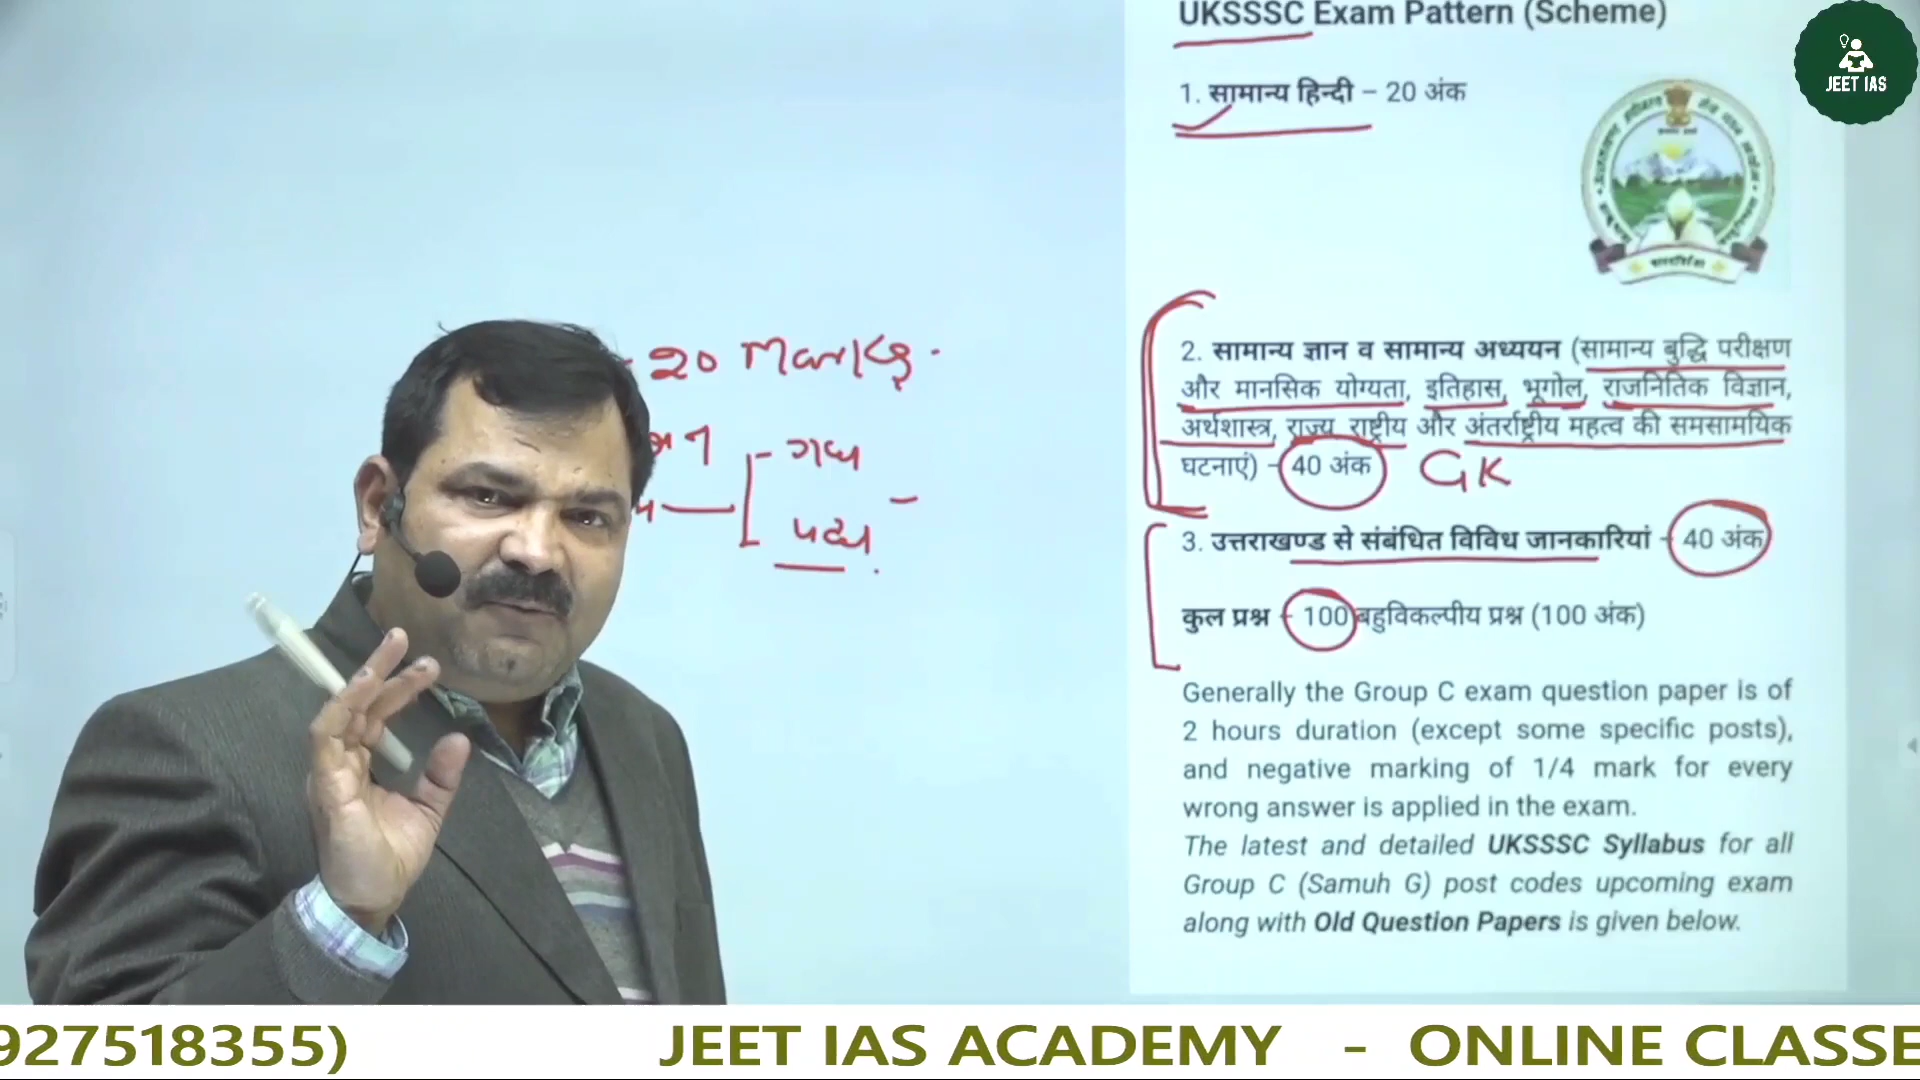 UKSSSC Exam Pattern (Scheme)
JEET IAS
1. सामान्य हिन्दी – 20 अंक
20 Marks
गद्य
पद्य
2. सामान्य ज्ञान व सामान्य अध्ययन (सामान्य बुद्धि परीक्षण
और मानसिक योग्यता, इतिहास, भूगोल, राजनितिक विज्ञान,
अर्थशास्त्र, राज्य, राष्ट्रीय और अंतर्राष्ट्रीय महत्व की समसामयिक
घटनाएं) – 40 अंक GK
3. उत्तराखण्ड से संबंधित विविध जानकारियां – 40 अंक
कुल प्रश्न – 100 बहुविकल्पीय प्रश्न (100 अंक)
Generally the Group C exam question paper is of
2 hours duration (except some specific posts),
and negative marking of 1/4 mark for every
wrong answer is applied in the exam.
The latest and detailed UKSSSC Syllabus for all
Group C (Samuh G) post codes upcoming exam
along with Old Question Papers is given below.
927518355) JEET IAS ACADEMY - ONLINE CLASSE